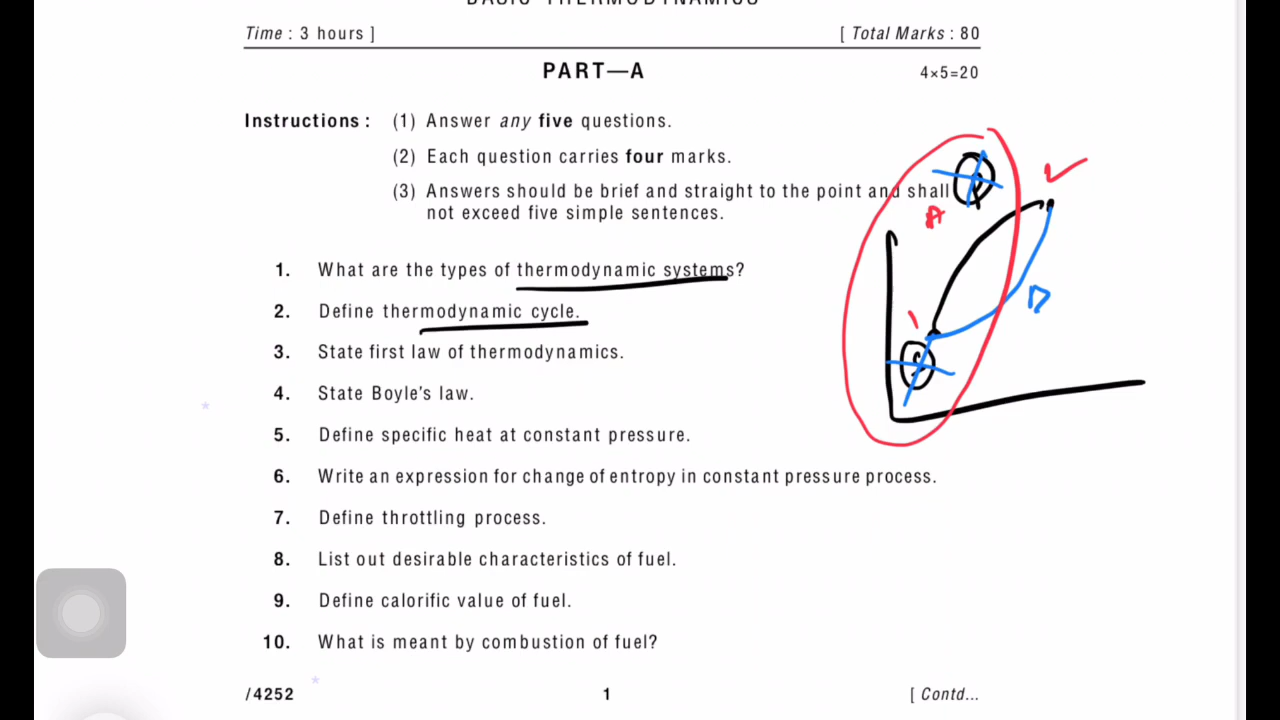 BASIC THERMODYNAMICS
Time : 3 hours ] [ Total Marks : 80
PART—A 4×5=20
Instructions : (1) Answer any five questions.
(2) Each question carries four marks.
(3) Answers should be brief and straight to the point and shall
not exceed five simple sentences.
1. What are the types of thermodynamic systems?
2. Define thermodynamic cycle.
3. State first law of thermodynamics.
4. State Boyle's law.
5. Define specific heat at constant pressure.
6. Write an expression for change of entropy in constant pressure process.
7. Define throttling process.
8. List out desirable characteristics of fuel.
9. Define calorific value of fuel.
10. What is meant by combustion of fuel?
/4252 1 [ Contd...